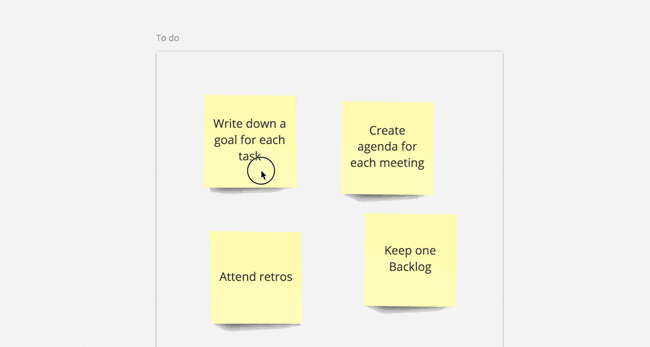 To do
Write down a
goal for each
task
Create
agenda for
each meeting
Attend retros
Keep one
Backlog